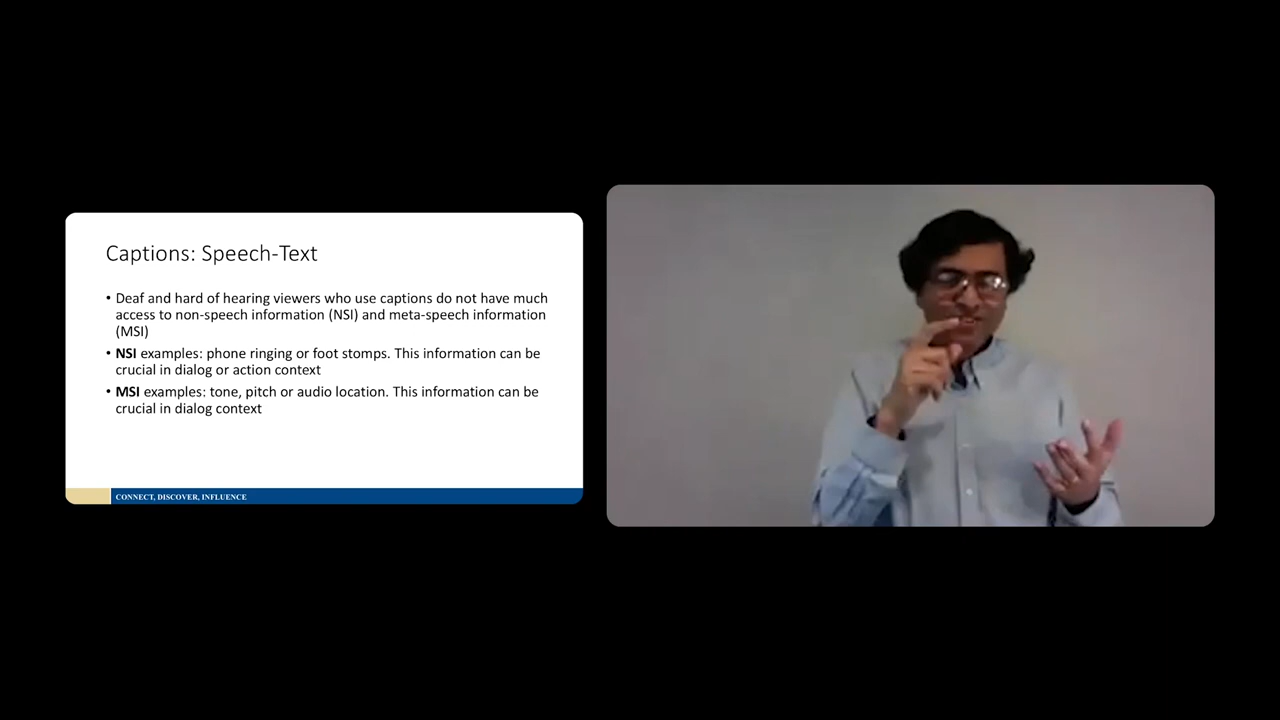 Captions: Speech-Text
• Deaf and hard of hearing viewers who use captions do not have much
access to non-speech information (NSI) and meta-speech information
(MSI)
• NSI examples: phone ringing or foot stomps. This information can be
crucial in dialog or action context
• MSI examples: tone, pitch or audio location. This information can be
crucial in dialog context
CONNECT, DISCOVER, INFLUENCE